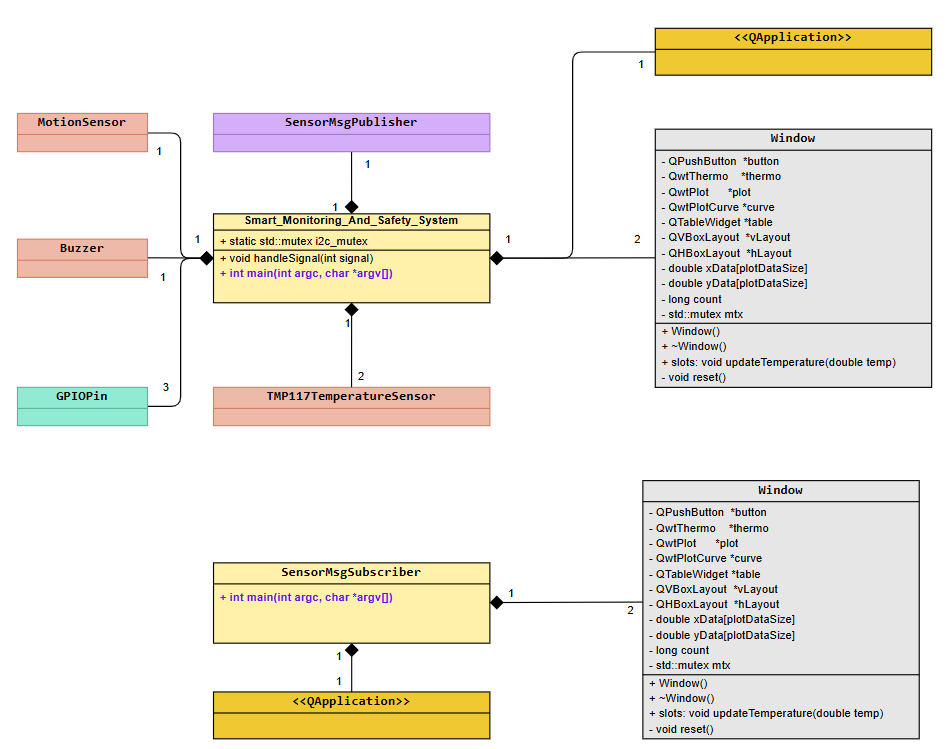 <<QApplication>>
1
MotionSensor
1
SensorMsgPublisher
1
1
Window
- QPushButton *button
- QwtThermo *thermo
- QwtPlot *plot
- QwtPlotCurve *curve
- QTableWidget *table
- QVBoxLayout *vLayout
- QHBoxLayout *hLayout
- double xData[plotDataSize]
- double yData[plotDataSize]
- long count
- std::mutex mtx
+ Window()
+ ~Window()
+ slots: void updateTemperature(double temp)
- void reset()
Smart_Monitoring_And_Safety_System
+ static std::mutex i2c_mutex
+ void handleSignal(int signal)
+ int main(int argc, char *argv[])
1
1
2
Buzzer
1
1
GPIOPin
3
2
TMP117TemperatureSensor
Window
- QPushButton *button
- QwtThermo *thermo
- QwtPlot *plot
- QwtPlotCurve *curve
- QTableWidget *table
- QVBoxLayout *vLayout
- QHBoxLayout *hLayout
- double xData[plotDataSize]
- double yData[plotDataSize]
- long count
- std::mutex mtx
+ Window()
+ ~Window()
+ slots: void updateTemperature(double temp)
- void reset()
SensorMsgSubscriber
+ int main(int argc, char *argv[])
1
2
1
1
<<QApplication>>